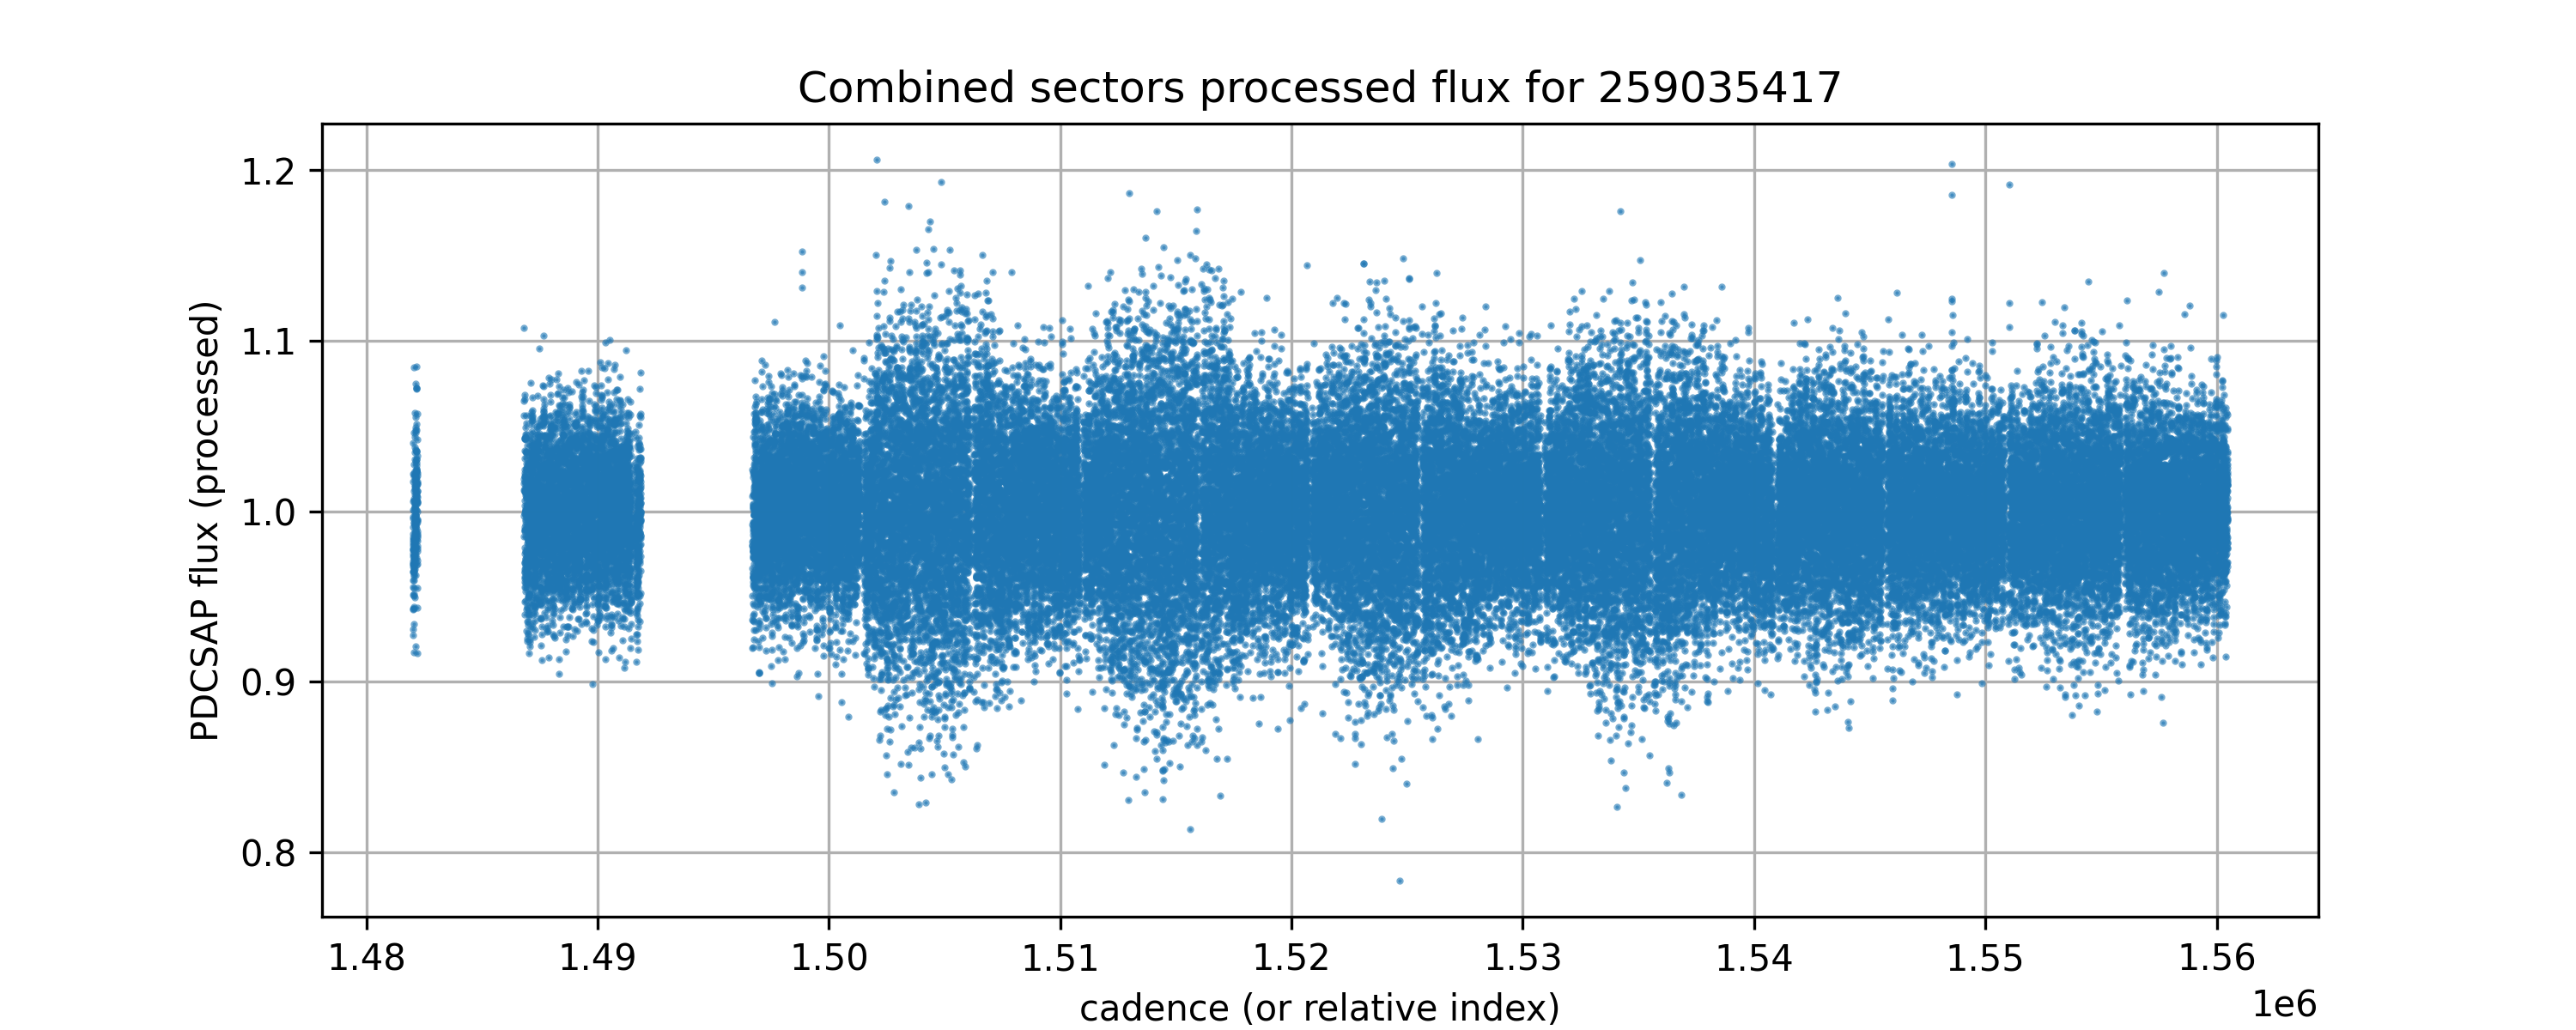 Combined sectors processed flux for 259035417
PDCSAP flux (processed)
1.2
1.1
1.0
0.9
0.8
1.48 1.49 1.50 1.51 1.52 1.53 1.54 1.55 1.56
1e6
cadence (or relative index)